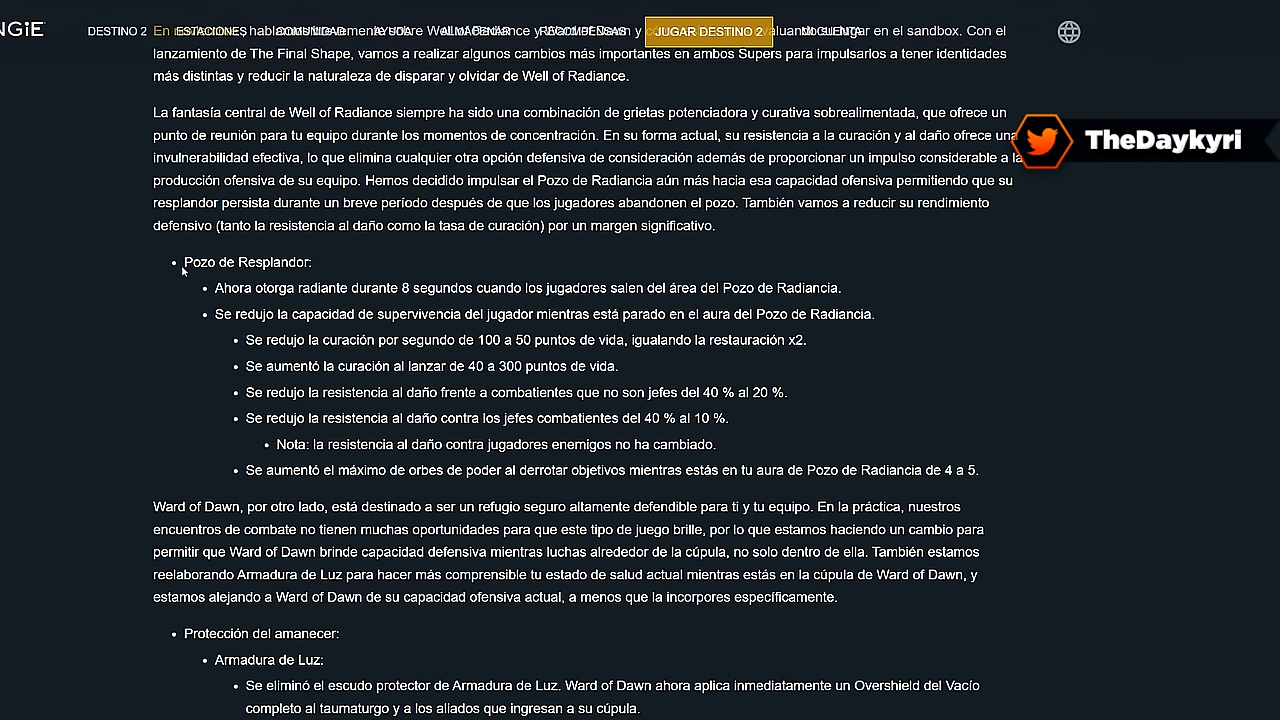 NGiE
DESTINO 2 ESTACIONES COMUNIDAD AYUDA ALMACENAR RECOMPENSAS JUGAR DESTINO 2 MI CUENTA
En hablamos brevemente sobre Well of Radiance y en el sandbox. Con el
lanzamiento de The Final Shape, vamos a realizar algunos cambios más importantes en ambos Supers para impulsarlos a tener identidades
más distintas y reducir la naturaleza de disparar y olvidar de Well of Radiance.
La fantasía central de Well of Radiance siempre ha sido una combinación de grietas potenciadora y curativa sobrealimentada, que ofrece un
punto de reunión para tu equipo durante los momentos de concentración. En su forma actual, su resistencia a la curación y al daño ofrece una
invulnerabilidad efectiva, lo que elimina cualquier otra opción defensiva de consideración además de proporcionar un impulso considerable a la
producción ofensiva de su equipo. Hemos decidido impulsar el Pozo de Radiancia aún más hacia esa capacidad ofensiva permitiendo que su
resplandor persista durante un breve período después de que los jugadores abandonen el pozo. También vamos a reducir su rendimiento
defensivo (tanto la resistencia al daño como la tasa de curación) por un margen significativo.
TheDaykyri
• Pozo de Resplandor:
• Ahora otorga radiante durante 8 segundos cuando los jugadores salen del área del Pozo de Radiancia.
• Se redujo la capacidad de supervivencia del jugador mientras está parado en el aura del Pozo de Radiancia.
• Se redujo la curación por segundo de 100 a 50 puntos de vida, igualando la restauración x2.
• Se aumentó la curación al lanzar de 40 a 300 puntos de vida.
• Se redujo la resistencia al daño frente a combatientes que no son jefes del 40 % al 20 %.
• Se redujo la resistencia al daño contra los jefes combatientes del 40 % al 10 %.
• Nota: la resistencia al daño contra jugadores enemigos no ha cambiado.
• Se aumentó el máximo de orbes de poder al derrotar objetivos mientras estás en tu aura de Pozo de Radiancia de 4 a 5.
Ward of Dawn, por otro lado, está destinado a ser un refugio seguro altamente defendible para ti y tu equipo. En la práctica, nuestros
encuentros de combate no tienen muchas oportunidades para que este tipo de juego brille, por lo que estamos haciendo un cambio para
permitir que Ward of Dawn brinde capacidad defensiva mientras luchas alrededor de la cúpula, no solo dentro de ella. También estamos
reelaborando Armadura de Luz para hacer más comprensible tu estado de salud actual mientras estás en la cúpula de Ward of Dawn, y
estamos alejando a Ward of Dawn de su capacidad ofensiva actual, a menos que la incorpores específicamente.
• Protección del amanecer:
• Armadura de Luz:
• Se eliminó el escudo protector de Armadura de Luz. Ward of Dawn ahora aplica inmediatamente un Overshield del Vacío
completo al taumaturgo y a los aliados que ingresan a su cúpula.